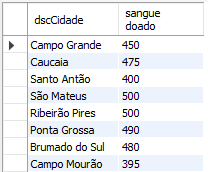 dscCidade sangue doado
Campo Grande 450
Caucaia 475
Santo Antão 400
São Mateus 500
Ribeirão Pires 500
Ponta Grossa 490
Brumado do Sul 480
Campo Mourão 395